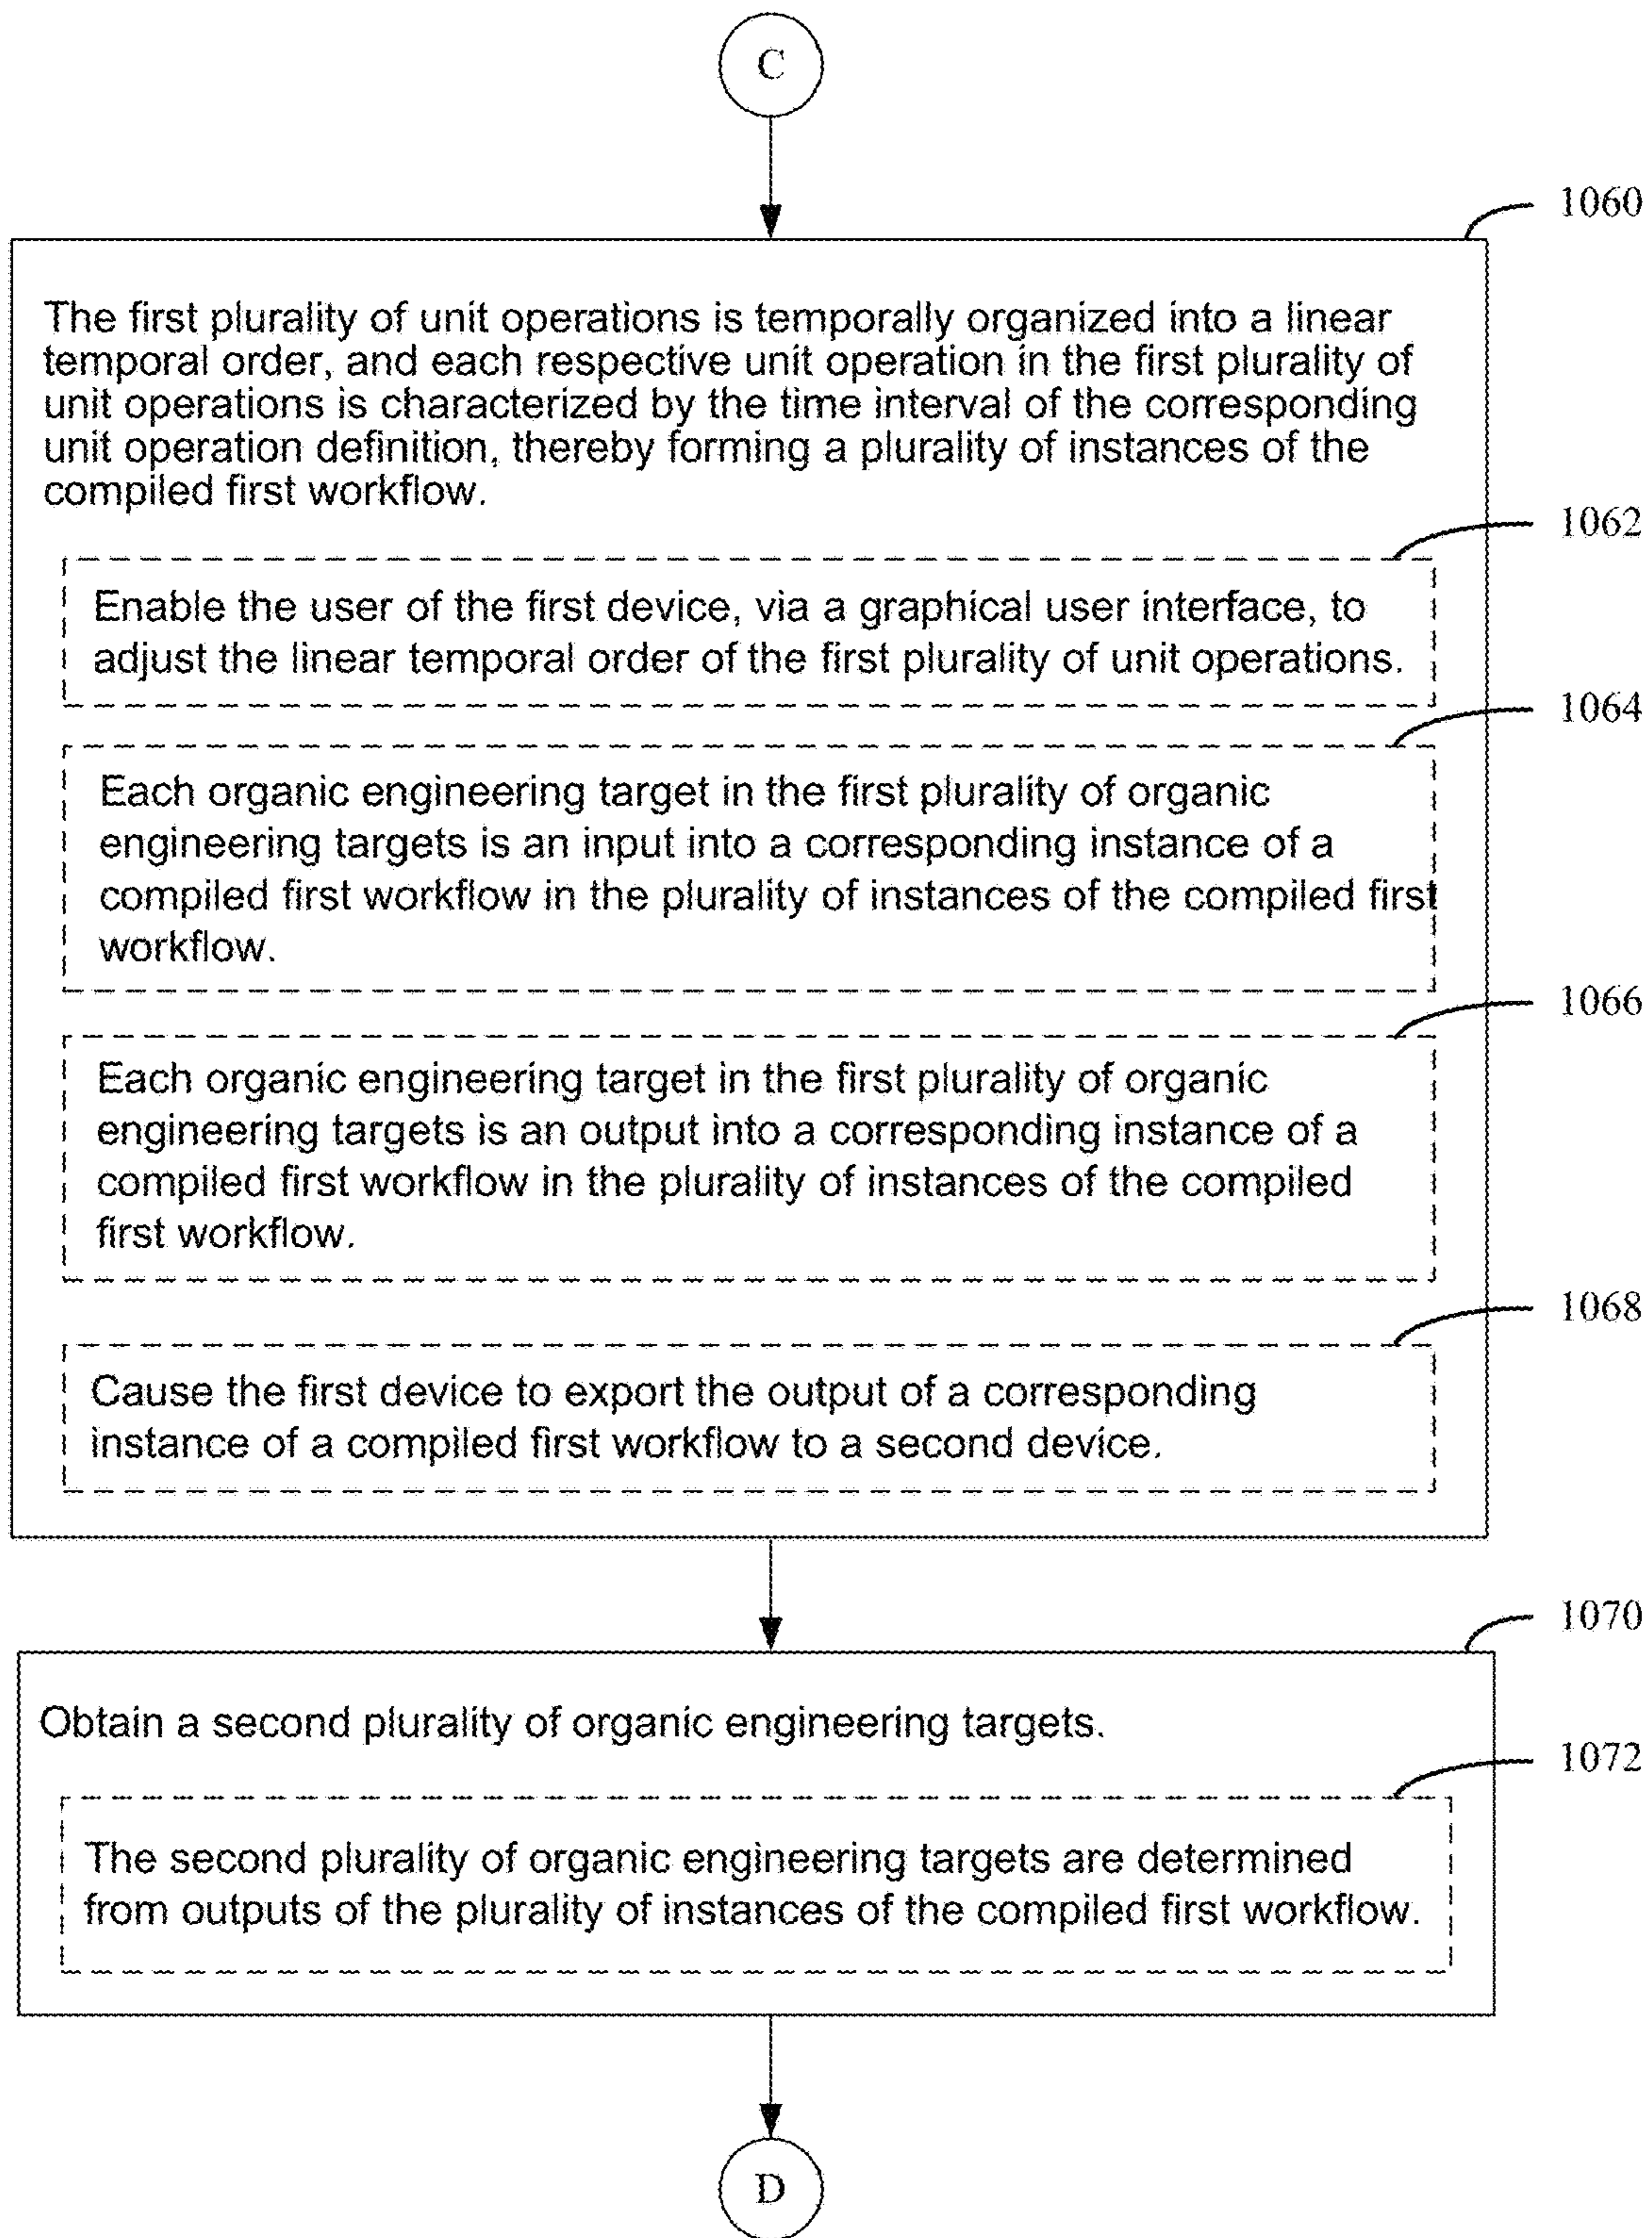 C
1060
The first plurality of unit operations is temporally organized into a linear
temporal order, and each respective unit operation in the first plurality of
unit operations is characterized by the time interval of the corresponding
unit operation definition, thereby forming a plurality of instances of the
compiled first workflow.
1062
Enable the user of the first device, via a graphical user interface, to
adjust the linear temporal order of the first plurality of unit operations.
1064
Each organic engineering target in the first plurality of organic
engineering targets is an input into a corresponding instance of a
compiled first workflow in the plurality of instances of the compiled first
workflow.
1066
Each organic engineering target in the first plurality of organic
engineering targets is an output into a corresponding instance of a
compiled first workflow in the plurality of instances of the compiled
first workflow.
1068
Cause the first device to export the output of a corresponding
instance of a compiled first workflow to a second device.
1070
Obtain a second plurality of organic engineering targets.
1072
The second plurality of organic engineering targets are determined
from outputs of the plurality of instances of the compiled first workflow.
D